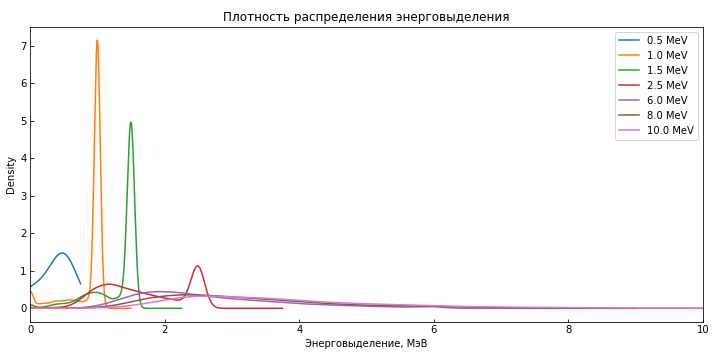 Плотность распределения энерговыделения
Density
7
6
5
4
3
2
1
0
0
2
4
6
8
10
Энерговыделение, МэВ
0.5 MeV
1.0 MeV
1.5 MeV
2.5 MeV
6.0 MeV
8.0 MeV
10.0 MeV